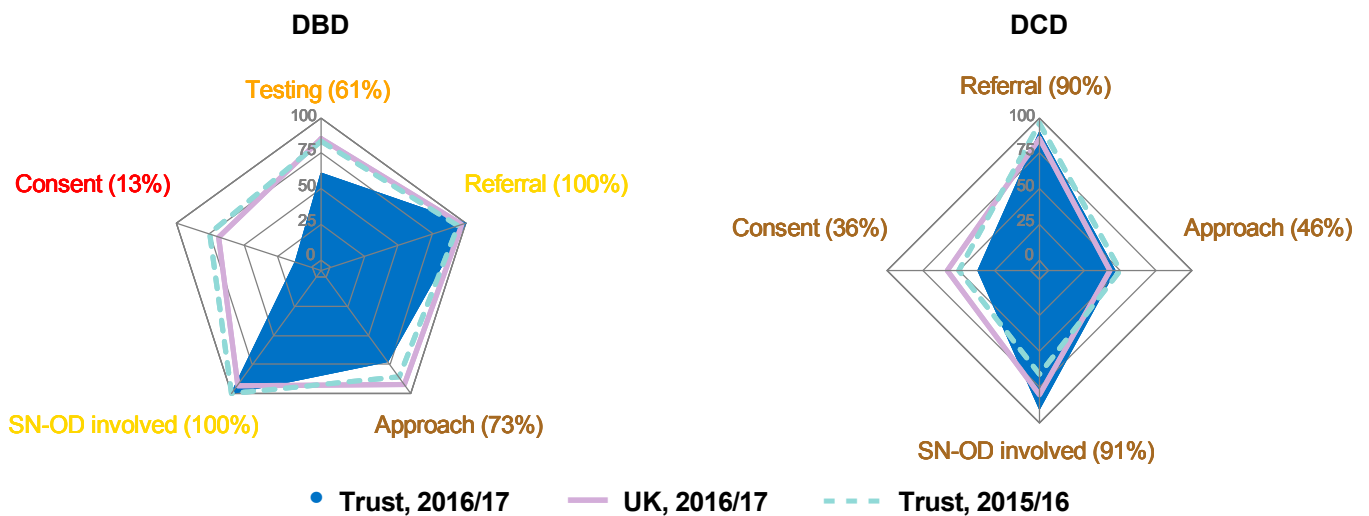 DBD
DCD
Testing (61%)
Referral (90%)
100
75
50
25
0
100
75
50
25
0
Consent (13%)
Referral (100%)
Consent (36%)
Approach (46%)
SN-OD involved (100%)
Approach (73%)
SN-OD involved (91%)
Trust, 2016/17
UK, 2016/17
Trust, 2015/16